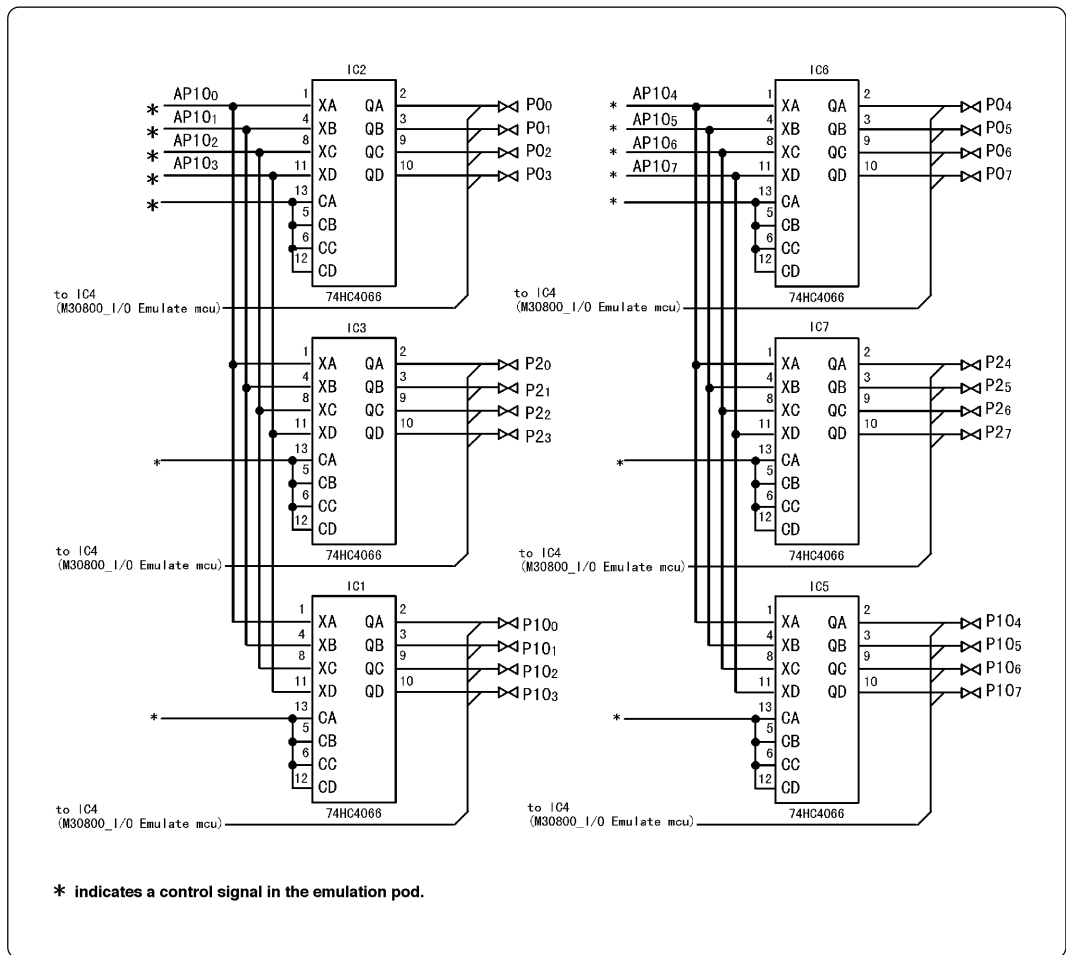 IC2
AP10₀ 1 XA QA 2 P0₀
* AP10₁ 4 XB QB 3 P0₁
* AP10₂ 8 XC QC 9 P0₂
* AP10₃ 11 XD QD 10 P0₃
*
* 13 CA
5 CB
6 CC
12 CD
74HC4066
to IC4
(M30800_I/O Emulate mcu)
IC3
1 XA QA 2 P2₀
4 XB QB 3 P2₁
8 XC QC 9 P2₂
11 XD QD 10 P2₃
* 13 CA
5 CB
6 CC
12 CD
74HC4066
to IC4
(M30800_I/O Emulate mcu)
IC1
1 XA QA 2 P10₀
4 XB QB 3 P10₁
8 XC QC 9 P10₂
11 XD QD 10 P10₃
* 13 CA
5 CB
6 CC
12 CD
74HC4066
to IC4
(M30800_I/O Emulate mcu)
IC6
* AP10₄ 1 XA QA 2 P0₄
* AP10₅ 4 XB QB 3 P0₅
* AP10₆ 8 XC QC 9 P0₆
* AP10₇ 11 XD QD 10 P0₇
* 13 CA
5 CB
6 CC
12 CD
74HC4066
to IC4
(M30800_I/O Emulate mcu)
IC7
1 XA QA 2 P2₄
4 XB QB 3 P2₅
8 XC QC 9 P2₆
11 XD QD 10 P2₇
* 13 CA
5 CB
6 CC
12 CD
74HC4066
to IC4
(M30800_I/O Emulate mcu)
IC5
1 XA QA 2 P10₄
4 XB QB 3 P10₅
8 XC QC 9 P10₆
11 XD QD 10 P10₇
* 13 CA
5 CB
6 CC
12 CD
74HC4066
to IC4
(M30800_I/O Emulate mcu)
* indicates a control signal in the emulation pod.